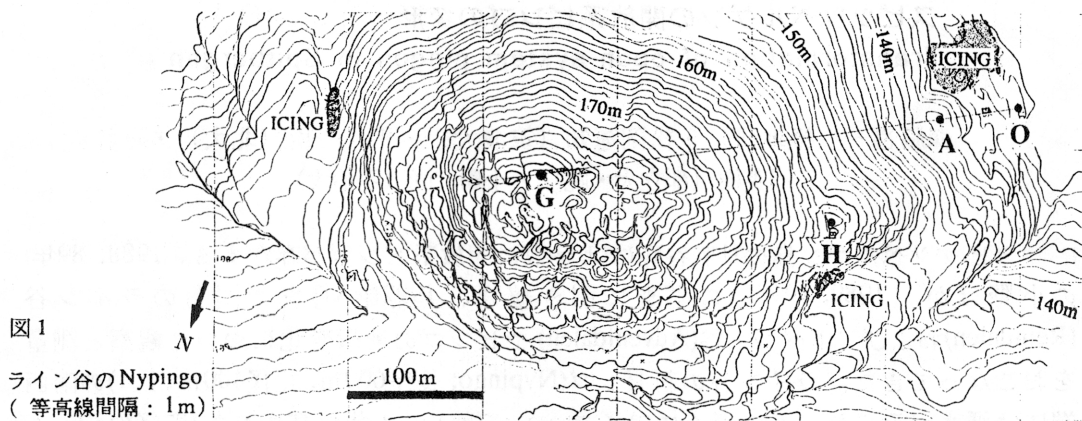 150m
140m
ICING
160m
ICING
170m
A
O
G
H
ICING
140m
図1
N
100m
ライン谷のNypingo
( 等高線間隔：1m)